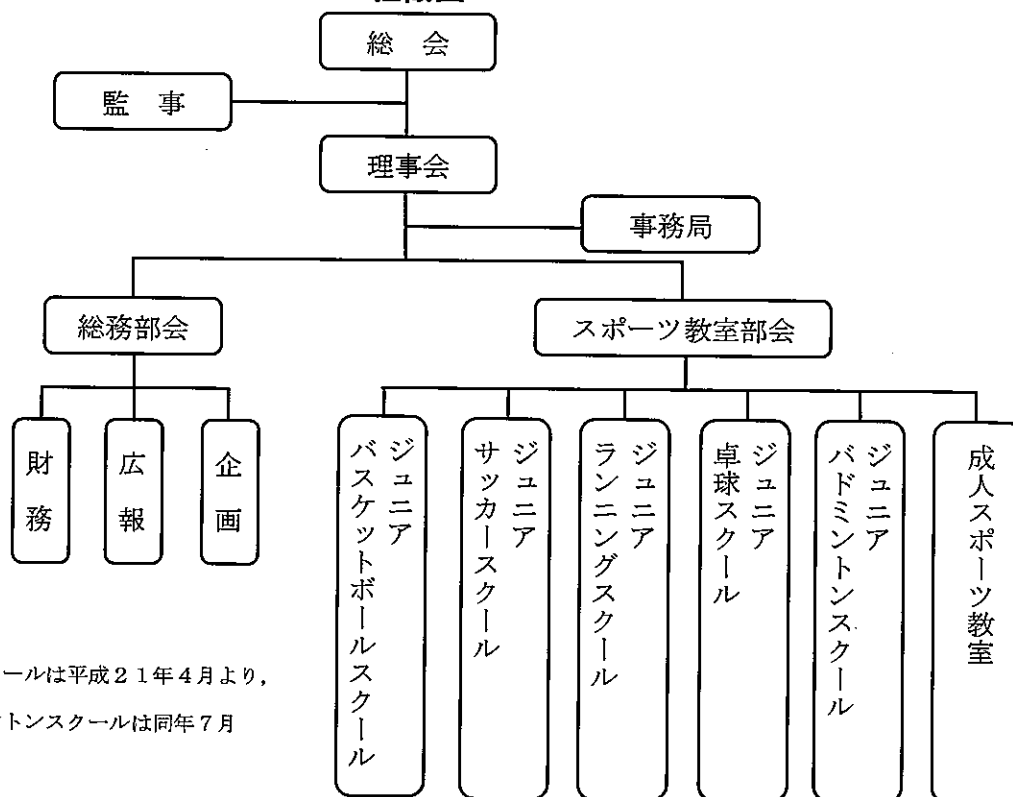 総 会
監 事
理事会
事務局
総務部会
スポーツ教室部会
財務
広報
企画
ジュニア
バスケットボールスクール
ジュニア
サッカースクール
ジュニア
ランニングスクール
ジュニア
卓球スクール
ジュニア
バドミントンスクール
成人スポーツ教室
ールは平成21年4月より,
トンスクールは同年7月